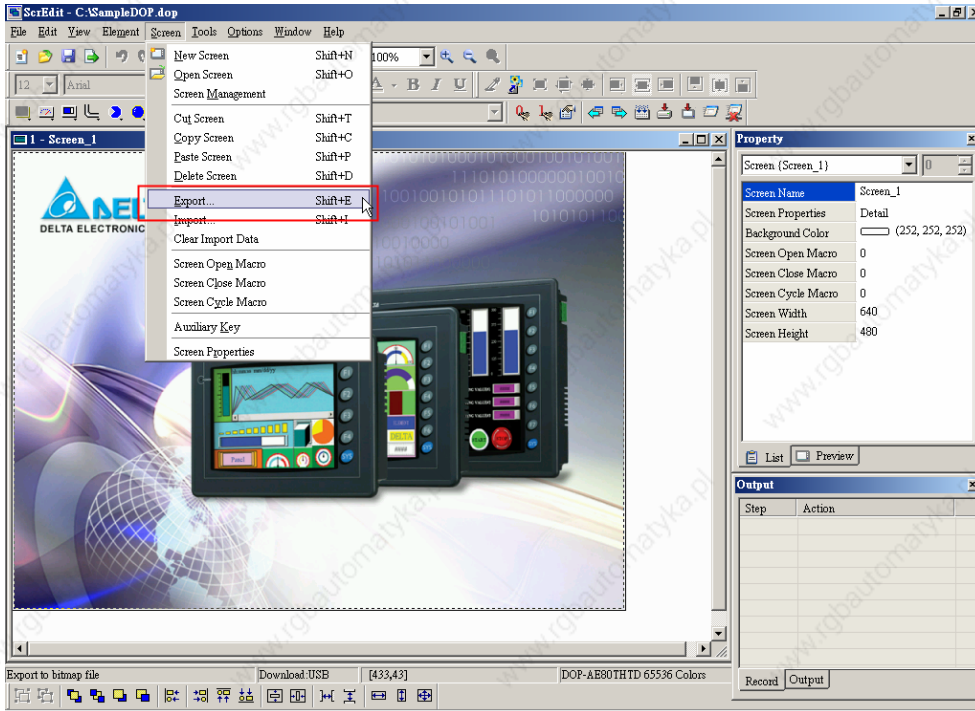 ScrEdit - C:\SampleDOP.dop
File Edit View Element Screen Tools Options Window Help
100%
12 Arial
A B I U
1 - Screen_1
New Screen Shift+N
Open Screen Shift+O
Screen Management
Cut Screen Shift+T
Copy Screen Shift+C
Paste Screen Shift+P
Delete Screen Shift+D
Export... Shift+E
Import... Shift+I
Clear Import Data
Screen Open Macro
Screen Close Macro
Screen Cycle Macro
Auxiliary Key
Screen Properties
DEL
DELTA ELECTRONIC
DELTA
START
Property
Screen {Screen_1} 0
Screen Name Screen_1
Screen Properties Detail
Background Color (252, 252, 252)
Screen Open Macro 0
Screen Close Macro 0
Screen Cycle Macro 0
Screen Width 640
Screen Height 480
List Preview
Output
Step Action
Record Output
Export to bitmap file Download:USB [433,43] DOP-AE80THTD 65536 Colors
www.rgbautomatyka.pl